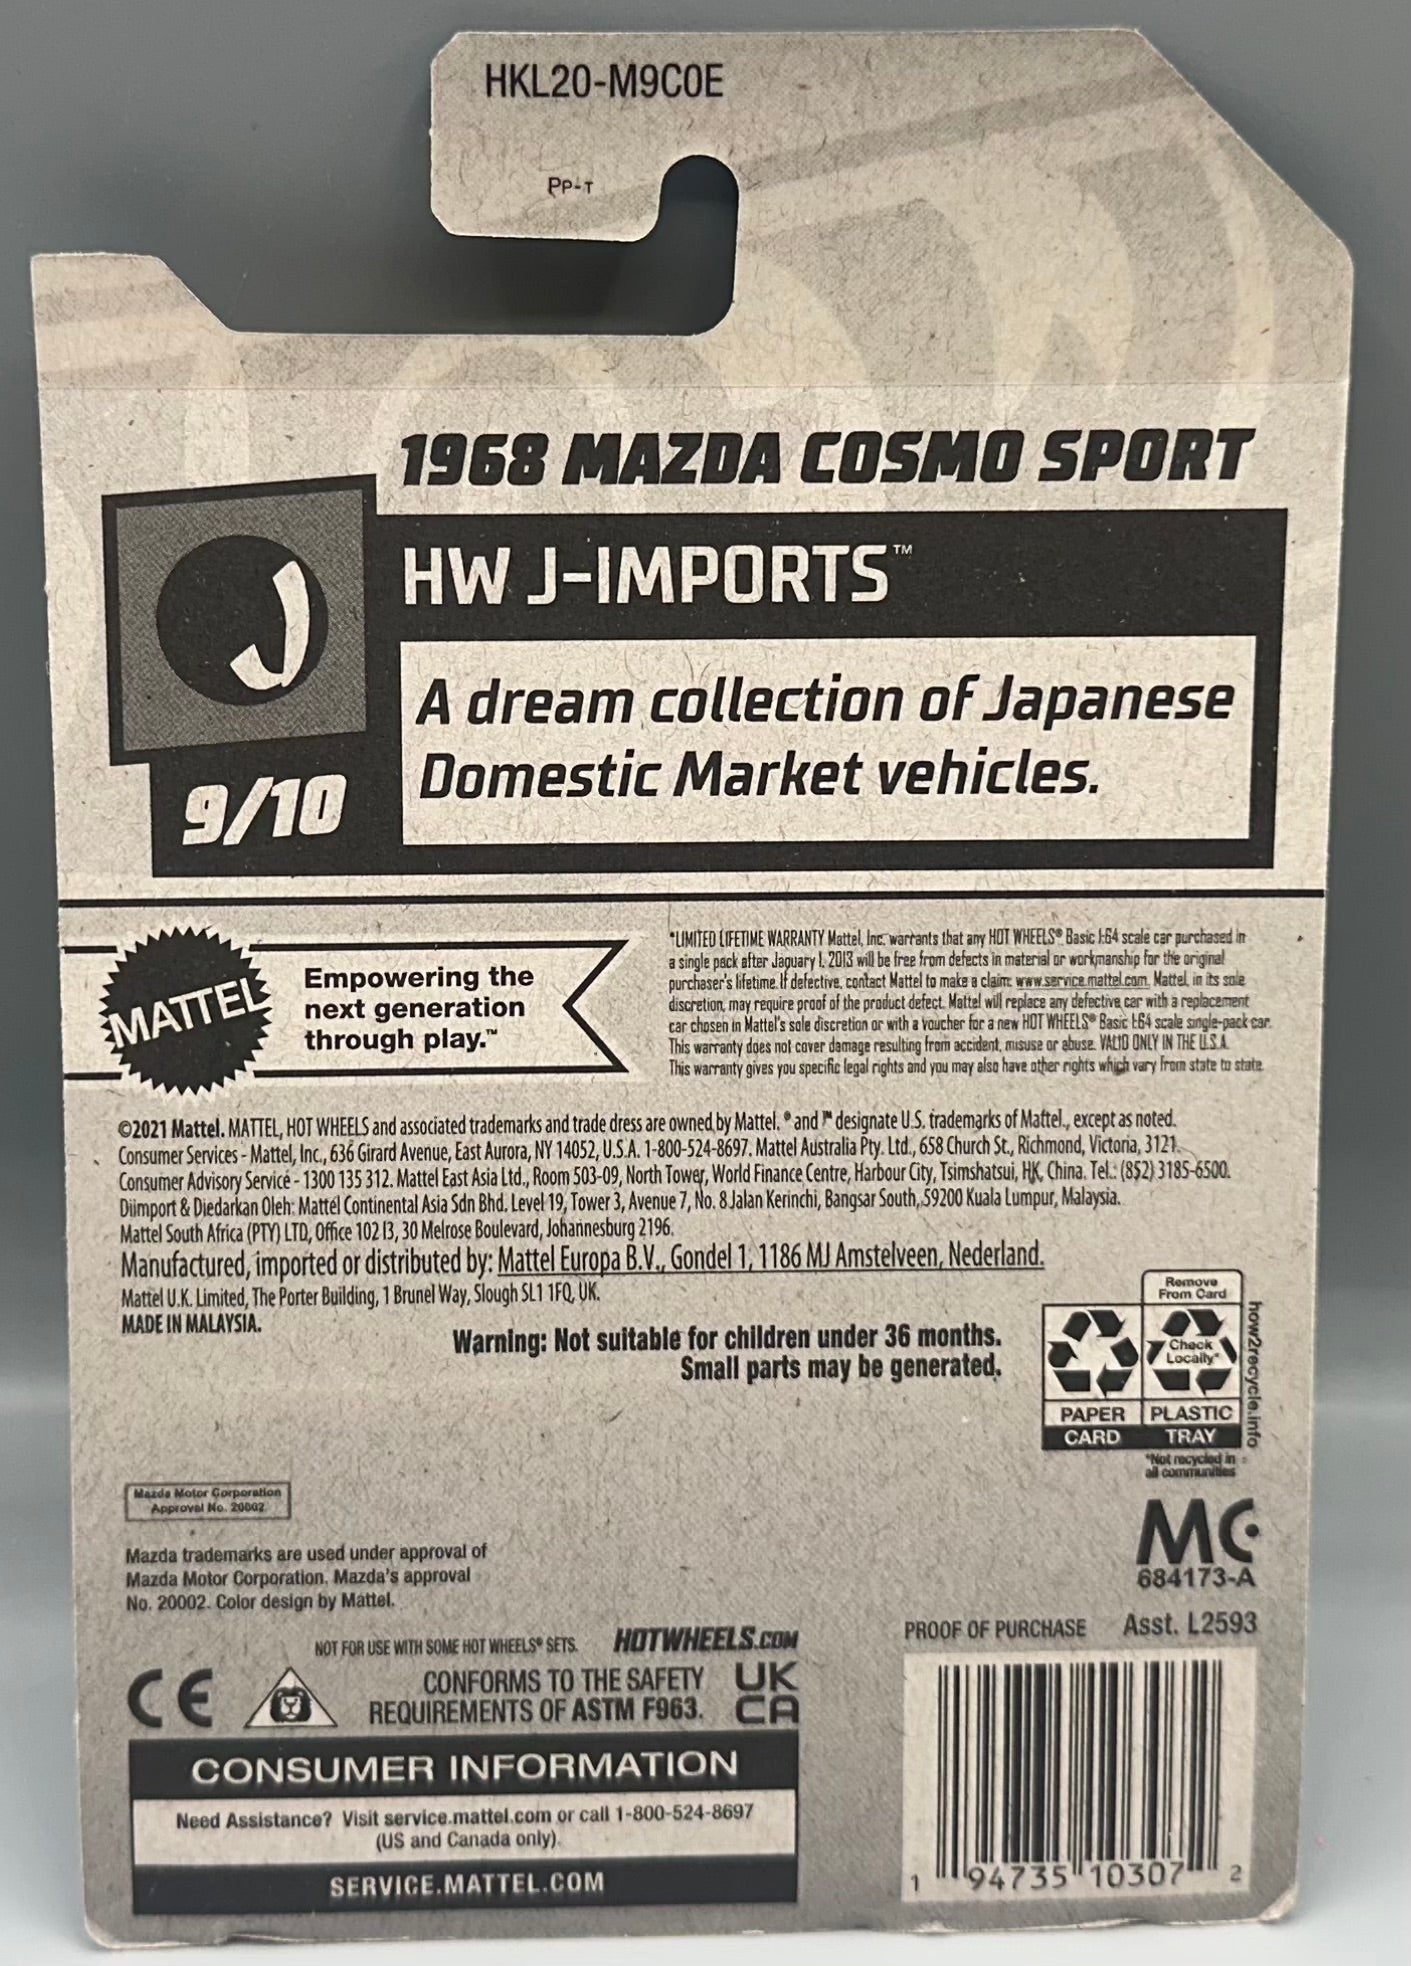 HKL20-M9C0E
PP-T
1968 MAZDA COSMO SPORT
J
HW J-IMPORTS™
A dream collection of Japanese
Domestic Market vehicles.
9/10
MATTEL
Empowering the
next generation
through play.™
*LIMITED LIFETIME WARRANTY Mattel, Inc. warrants that any HOT WHEELS® Basic 1:64 scale car purchased in
a single pack after January 1, 2013 will be free from defects in material or workmanship for the original
purchaser's lifetime. If defective, contact Mattel to make a claim: www.service.mattel.com. Mattel, in its sole
discretion, may require proof of the product defect. Mattel will replace any defective car with a replacement
car chosen in Mattel's sole discretion or with a voucher for a new HOT WHEELS® Basic 1:64 scale single-pack car.
This warranty does not cover damage resulting from accident, misuse or abuse. VALID ONLY IN THE U.S.A.
This warranty gives you specific legal rights and you may also have other rights which vary from state to state.
©2021 Mattel. MATTEL, HOT WHEELS and associated trademarks and trade dress are owned by Mattel. ® and ™ designate U.S. trademarks of Mattel., except as noted.
Consumer Services - Mattel, Inc., 636 Girard Avenue, East Aurora, NY 14052, U.S.A. 1-800-524-8697. Mattel Australia Pty. Ltd., 658 Church St., Richmond, Victoria, 3121.
Consumer Advisory Service - 1300 135 312. Mattel East Asia Ltd., Room 503-09, North Tower, World Finance Centre, Harbour City, Tsimshatsui, HK, China. Tel.: (852) 3185-6500.
Diimport & Diedarkan Oleh: Mattel Continental Asia Sdn Bhd. Level 19, Tower 3, Avenue 7, No. 8 Jalan Kerinchi, Bangsar South, 59200 Kuala Lumpur, Malaysia.
Mattel South Africa (PTY) LTD, Office 102 I3, 30 Melrose Boulevard, Johannesburg 2196.
Manufactured, imported or distributed by: Mattel Europa B.V., Gondel 1, 1186 MJ Amstelveen, Nederland.
Mattel U.K. Limited, The Porter Building, 1 Brunel Way, Slough SL1 1FQ, UK.
MADE IN MALAYSIA.
Warning: Not suitable for children under 36 months.
Small parts may be generated.
Remove
From Card
Check
Locally*
PAPER PLASTIC
CARD TRAY
how2recycle.info
*Not recycled in
all communities
Mazda Motor Corporation
Approval No. 20002
Mazda trademarks are used under approval of
Mazda Motor Corporation. Mazda's approval
No. 20002. Color design by Mattel.
MC
684173-A
NOT FOR USE WITH SOME HOT WHEELS® SETS. HOTWHEELS.COM
PROOF OF PURCHASE Asst. L2593
CE
CONFORMS TO THE SAFETY
REQUIREMENTS OF ASTM F963.
UK
CA
CONSUMER INFORMATION
Need Assistance? Visit service.mattel.com or call 1-800-524-8697
(US and Canada only).
SERVICE.MATTEL.COM
1 94735 10307 2